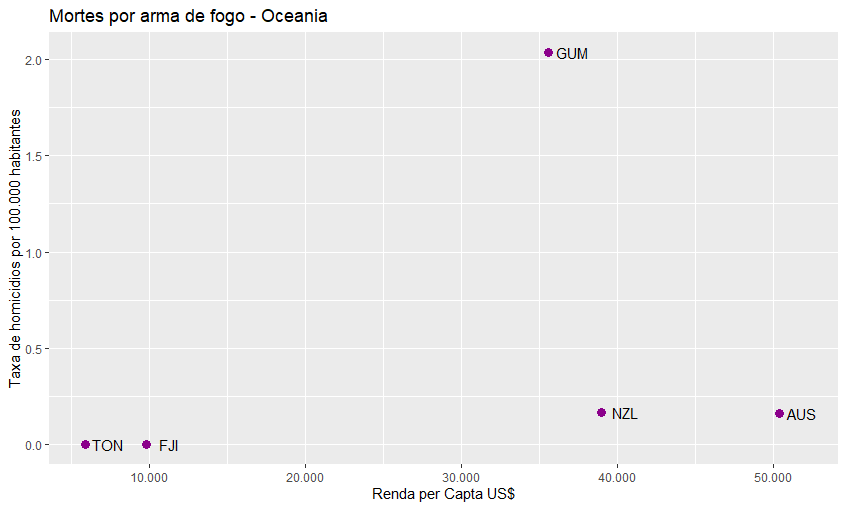 Mortes por arma de fogo - Oceania
Taxa de homicidios por 100.000 habitantes
2.0
1.5
1.0
0.5
0.0
GUM
NZL
AUS
TON
FJI
10.000
20.000
30.000
40.000
50.000
Renda per Capta US$